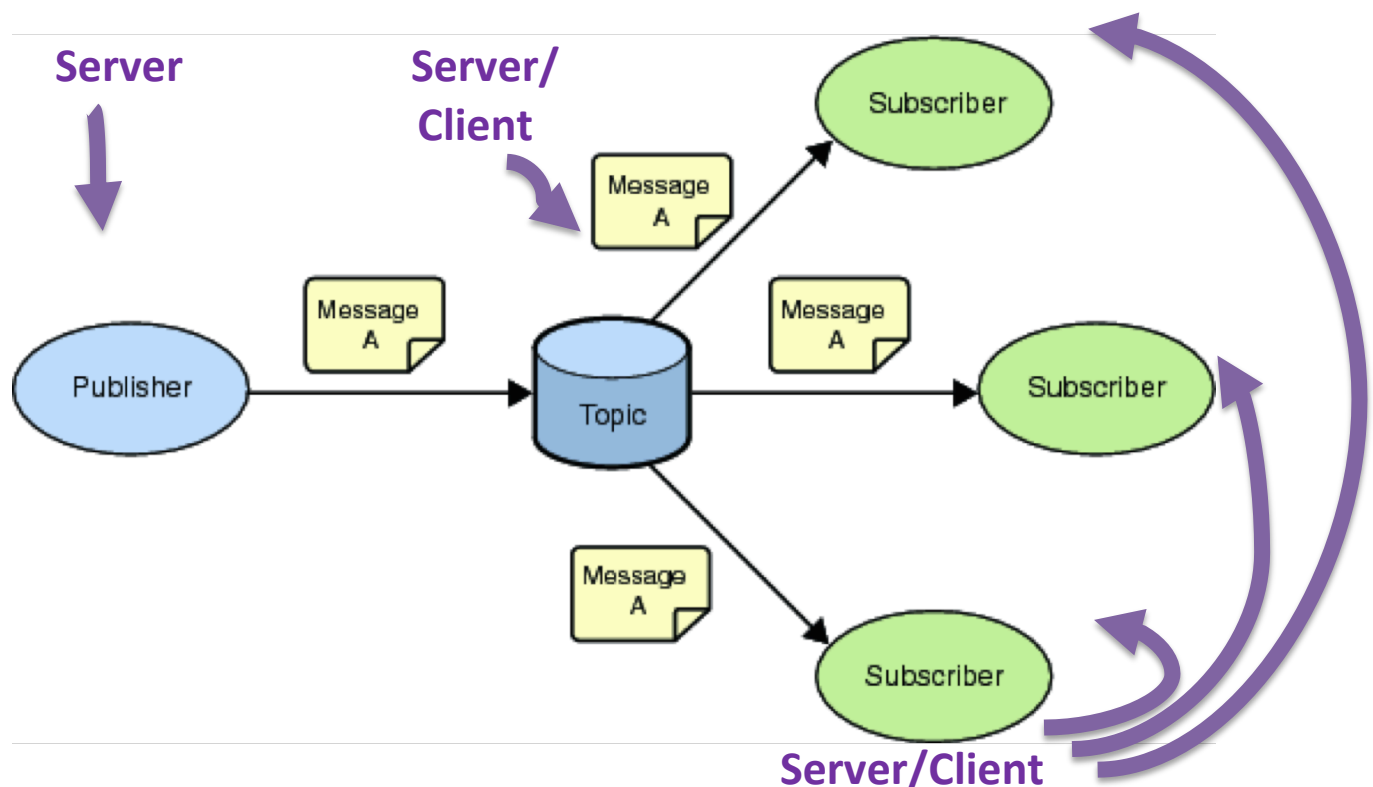 Server
Server/
Client
Subscriber
Message
A
Message
A
Message
A
Publisher
Topic
Subscriber
Message
A
Subscriber
Server/Client